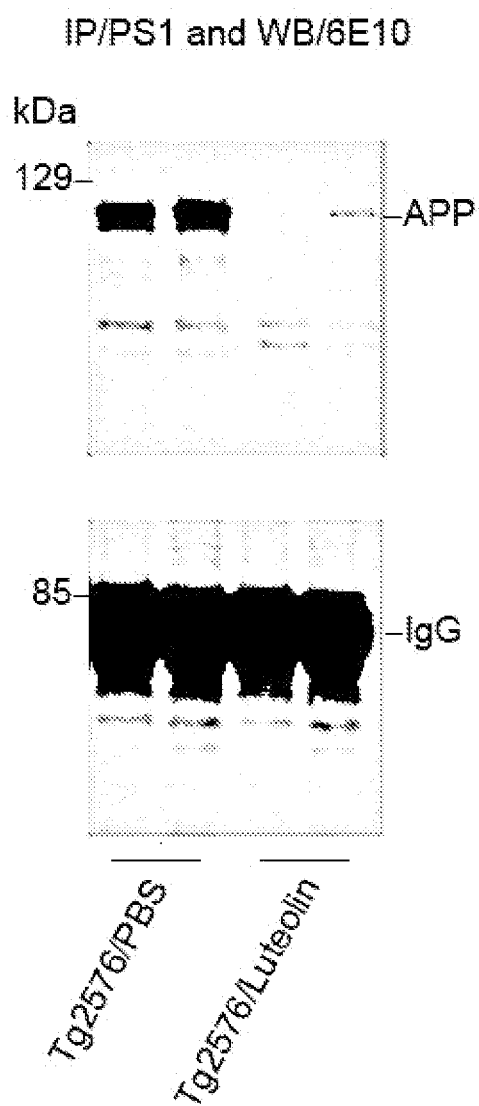 IP/PS1 and WB/6E10
kDa
129
APP
85
IgG
Tg2576/PBS
Tg2576/Luteolin